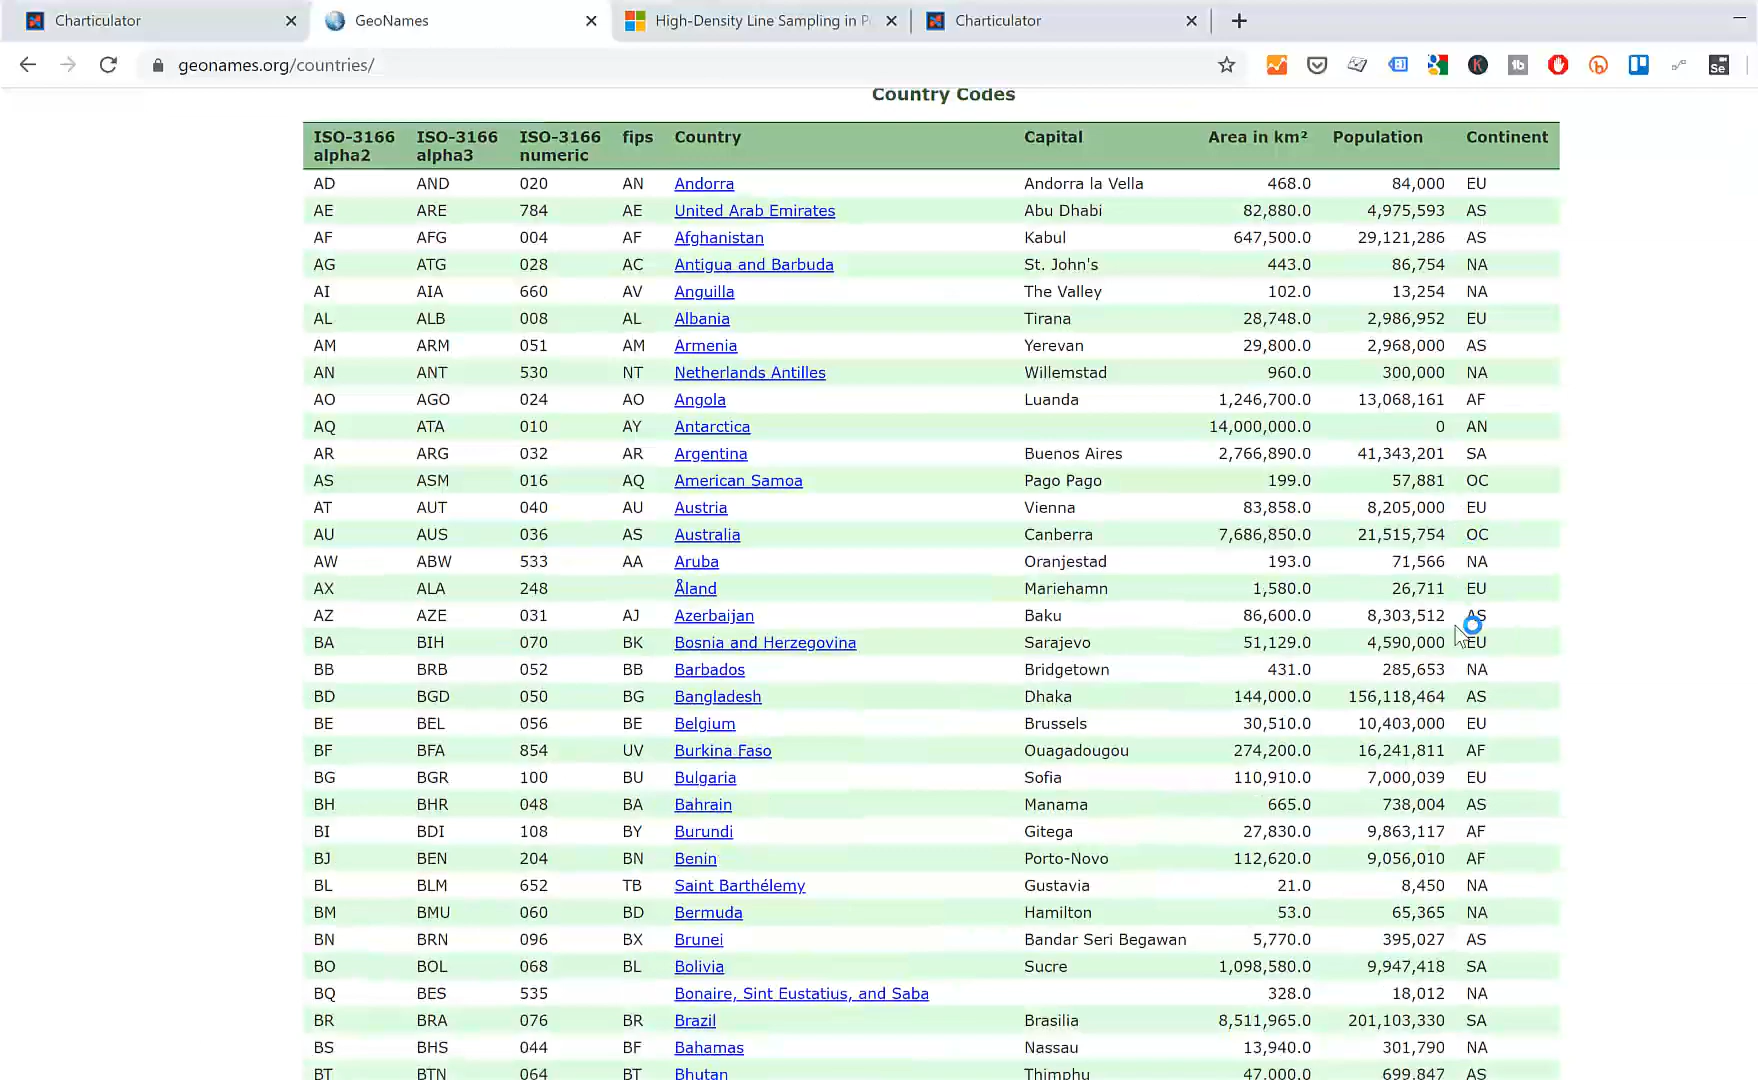 Charticulator
GeoNames
High-Density Line Sampling in P
Charticulator
geonames.org/countries/
Se
Country Codes
ISO-3166 alpha2 ISO-3166 alpha3 ISO-3166 numeric fips Country Capital Area in km² Population Continent
AD AND 020 AN Andorra Andorra la Vella 468.0 84,000 EU
AE ARE 784 AE United Arab Emirates Abu Dhabi 82,880.0 4,975,593 AS
AF AFG 004 AF Afghanistan Kabul 647,500.0 29,121,286 AS
AG ATG 028 AC Antigua and Barbuda St. John's 443.0 86,754 NA
AI AIA 660 AV Anguilla The Valley 102.0 13,254 NA
AL ALB 008 AL Albania Tirana 28,748.0 2,986,952 EU
AM ARM 051 AM Armenia Yerevan 29,800.0 2,968,000 AS
AN ANT 530 NT Netherlands Antilles Willemstad 960.0 300,000 NA
AO AGO 024 AO Angola Luanda 1,246,700.0 13,068,161 AF
AQ ATA 010 AY Antarctica 14,000,000.0 0 AN
AR ARG 032 AR Argentina Buenos Aires 2,766,890.0 41,343,201 SA
AS ASM 016 AQ American Samoa Pago Pago 199.0 57,881 OC
AT AUT 040 AU Austria Vienna 83,858.0 8,205,000 EU
AU AUS 036 AS Australia Canberra 7,686,850.0 21,515,754 OC
AW ABW 533 AA Aruba Oranjestad 193.0 71,566 NA
AX ALA 248 Åland Mariehamn 1,580.0 26,711 EU
AZ AZE 031 AJ Azerbaijan Baku 86,600.0 8,303,512 AS
BA BIH 070 BK Bosnia and Herzegovina Sarajevo 51,129.0 4,590,000 EU
BB BRB 052 BB Barbados Bridgetown 431.0 285,653 NA
BD BGD 050 BG Bangladesh Dhaka 144,000.0 156,118,464 AS
BE BEL 056 BE Belgium Brussels 30,510.0 10,403,000 EU
BF BFA 854 UV Burkina Faso Ouagadougou 274,200.0 16,241,811 AF
BG BGR 100 BU Bulgaria Sofia 110,910.0 7,000,039 EU
BH BHR 048 BA Bahrain Manama 665.0 738,004 AS
BI BDI 108 BY Burundi Gitega 27,830.0 9,863,117 AF
BJ BEN 204 BN Benin Porto-Novo 112,620.0 9,056,010 AF
BL BLM 652 TB Saint Barthélemy Gustavia 21.0 8,450 NA
BM BMU 060 BD Bermuda Hamilton 53.0 65,365 NA
BN BRN 096 BX Brunei Bandar Seri Begawan 5,770.0 395,027 AS
BO BOL 068 BL Bolivia Sucre 1,098,580.0 9,947,418 SA
BQ BES 535 Bonaire, Sint Eustatius, and Saba 328.0 18,012 NA
BR BRA 076 BR Brazil Brasilia 8,511,965.0 201,103,330 SA
BS BHS 044 BF Bahamas Nassau 13,940.0 301,790 NA
BT BTN 064 BT Bhutan Thimphu 47,000.0 699,847 AS